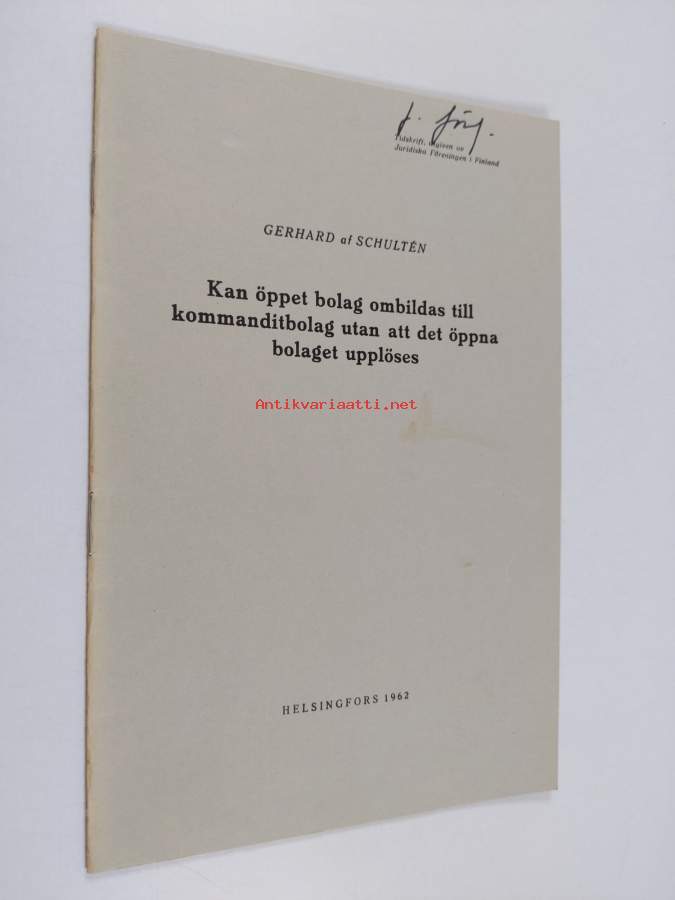 Tidskrift, utgiven av
Juridiska Föreningen i Finland
GERHARD af SCHULTÉN
Kan öppet bolag ombildas till
kommanditbolag utan att det öppna
bolaget upplöses
Antikvariaatti.net
HELSINGFORS 1962